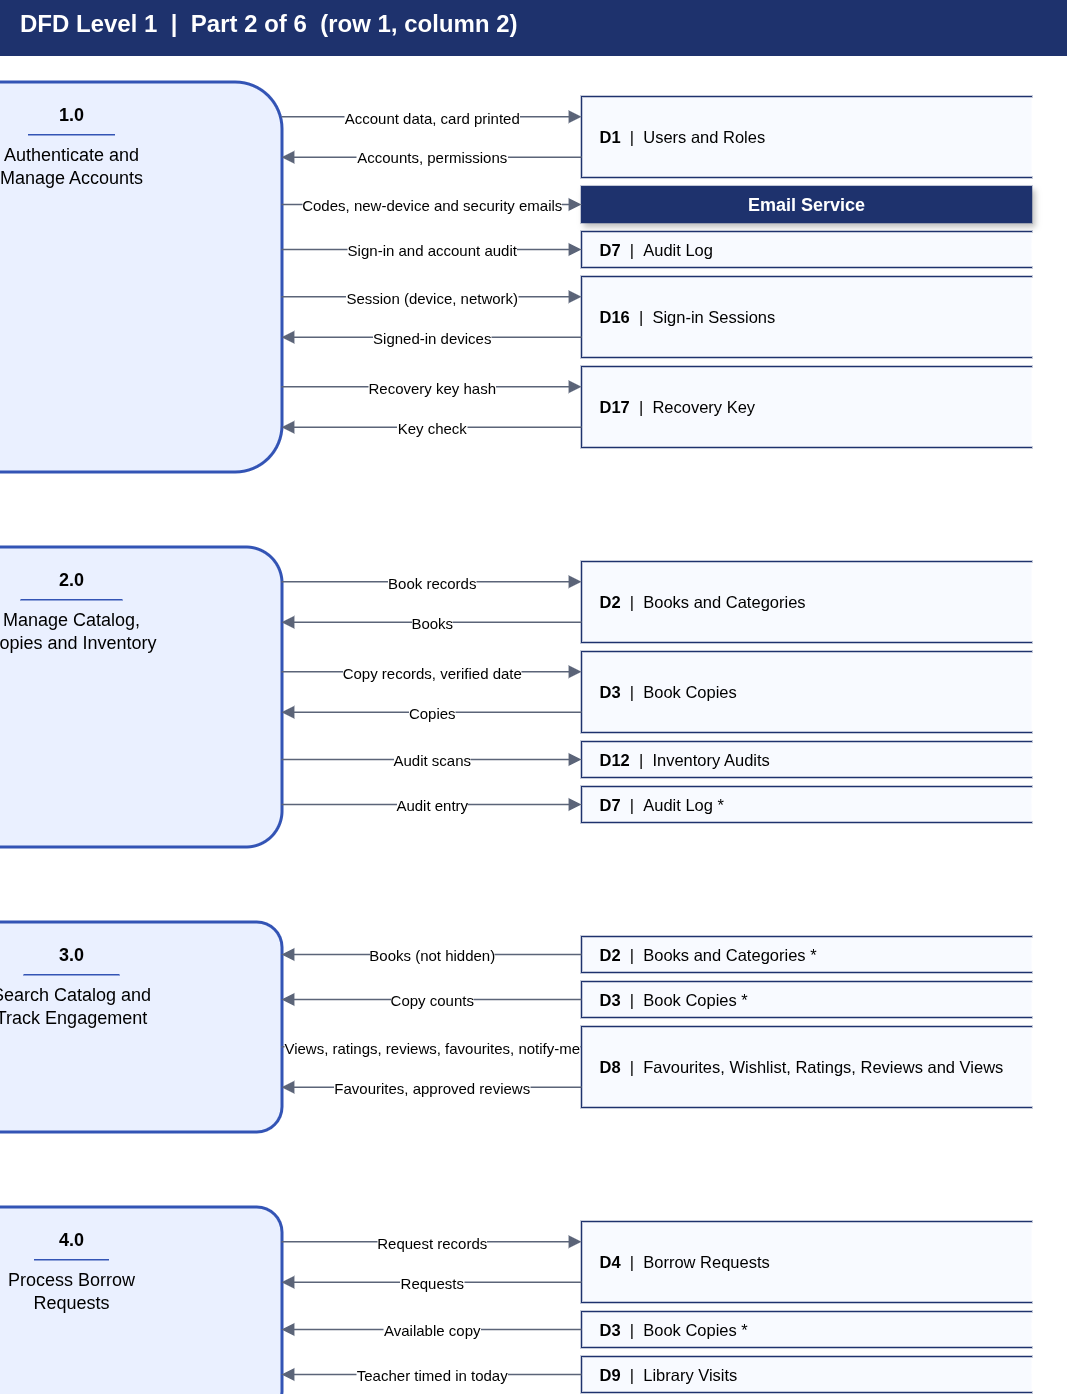 DFD Level 1 | Part 2 of 6 (row 1, column 2)
1.0
Authenticate and
Manage Accounts
Account data, card printed
Accounts, permissions
D1 | Users and Roles
Codes, new-device and security emails
Email Service
Sign-in and account audit
D7 | Audit Log
Session (device, network)
Signed-in devices
D16 | Sign-in Sessions
Recovery key hash
Key check
D17 | Recovery Key
2.0
Manage Catalog,
opies and Inventory
Book records
Books
D2 | Books and Categories
Copy records, verified date
Copies
D3 | Book Copies
Audit scans
D12 | Inventory Audits
Audit entry
D7 | Audit Log *
3.0
Search Catalog and
Track Engagement
Books (not hidden)
D2 | Books and Categories *
Copy counts
D3 | Book Copies *
Views, ratings, reviews, favourites, notify-me
Favourites, approved reviews
D8 | Favourites, Wishlist, Ratings, Reviews and Views
4.0
Process Borrow
Requests
Request records
Requests
D4 | Borrow Requests
Available copy
D3 | Book Copies *
Teacher timed in today
D9 | Library Visits